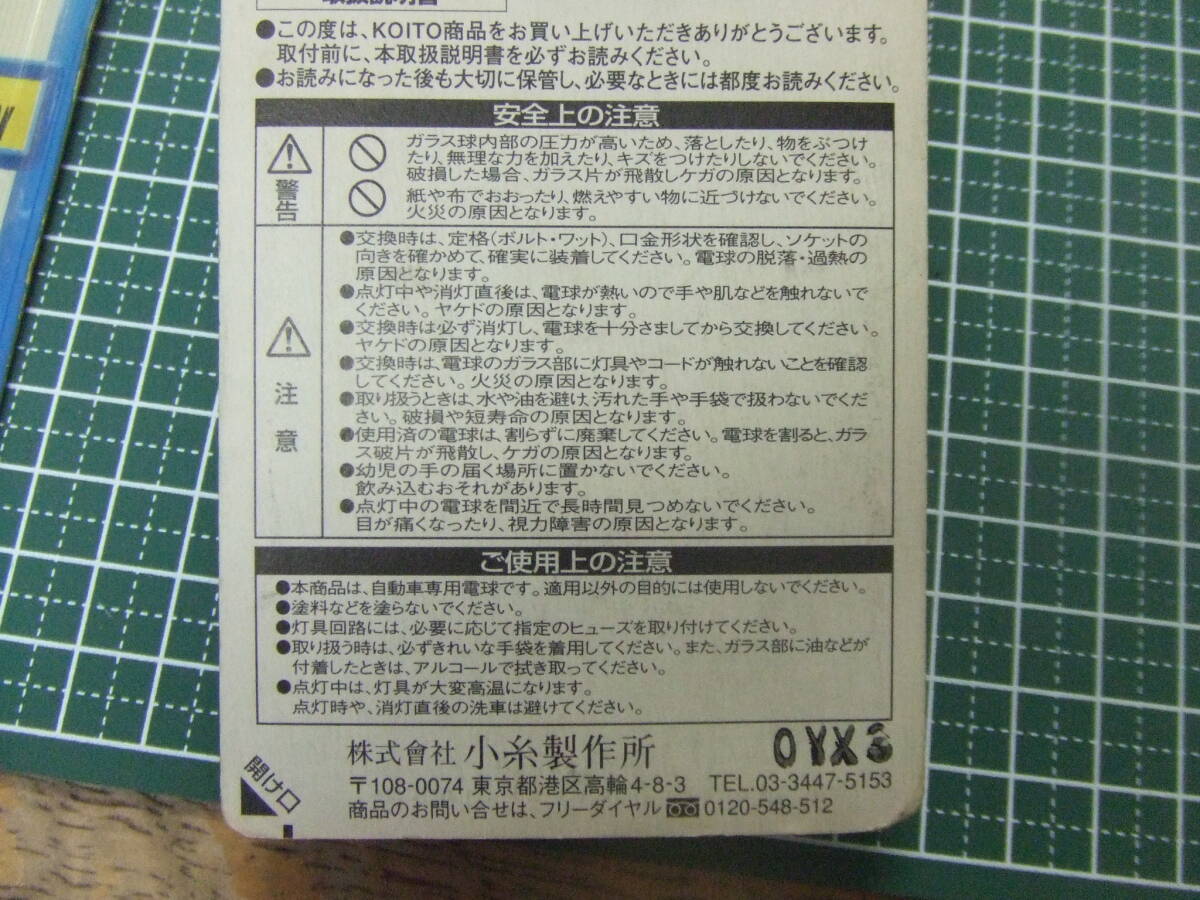 取扱説明書
●この度は、KOITO商品をお買い上げいただきありがとうございます。
取付前に、本取扱説明書を必ずお読みください。
●お読みになった後も大切に保管し、必要なときには都度お読みください。
安全上の注意
警告
ガラス球内部の圧力が高いため、落としたり、物をぶつけ
たり、無理な力を加えたり、キズをつけたりしないでください。
破損した場合、ガラス片が飛散しケガの原因となります。
紙や布でおおったり、燃えやすい物に近づけないでください。
火災の原因となります。
注意
●交換時は、定格(ボルト・ワット)、口金形状を確認し、ソケットの
向きを確かめて、確実に装着してください。電球の脱落・過熱の
原因となります。
●点灯中や消灯直後は、電球が熱いので手や肌などを触れないで
ください。ヤケドの原因となります。
●交換時は必ず消灯し、電球を十分さましてから交換してください。
ヤケドの原因となります。
●交換時は、電球のガラス部に灯具やコードが触れないことを確認
してください。火災の原因となります。
●取り扱うときは、水や油を避け、汚れた手や手袋で扱わないでくだ
さい。破損や短寿命の原因となります。
●使用済の電球は、割らずに廃棄してください。電球を割ると、ガラ
ス破片が飛散し、ケガの原因となります。
●幼児の手の届く場所に置かないでください。
飲み込むおそれがあります。
●点灯中の電球を間近で長時間見つめないでください。
目が痛くなったり、視力障害の原因となります。
ご使用上の注意
●本商品は、自動車専用電球です。適用以外の目的には使用しないでください。
●塗料などを塗らないでください。
●灯具回路には、必要に応じて指定のヒューズを取り付けてください。
●取り扱う時は、必ずきれいな手袋を着用してください。また、ガラス部に油などが
付着したときは、アルコールで拭き取ってください。
●点灯中は、灯具が大変高温になります。
点灯時や、消灯直後の洗車は避けてください。
株式會社 小糸製作所 OYX3
〒108-0074 東京都港区高輪4-8-3 TEL.03-3447-5153
商品のお問い合せは、フリーダイヤル 0120-548-512
開け口